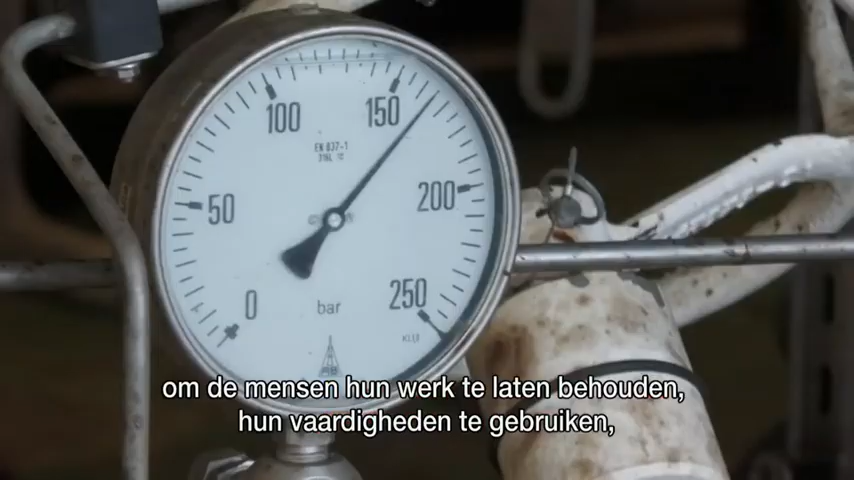 100
150
EN 837-1
50
200
0
bar
250
om de mensen hun werk te laten behouden,
hun vaardigheden te gebruiken,